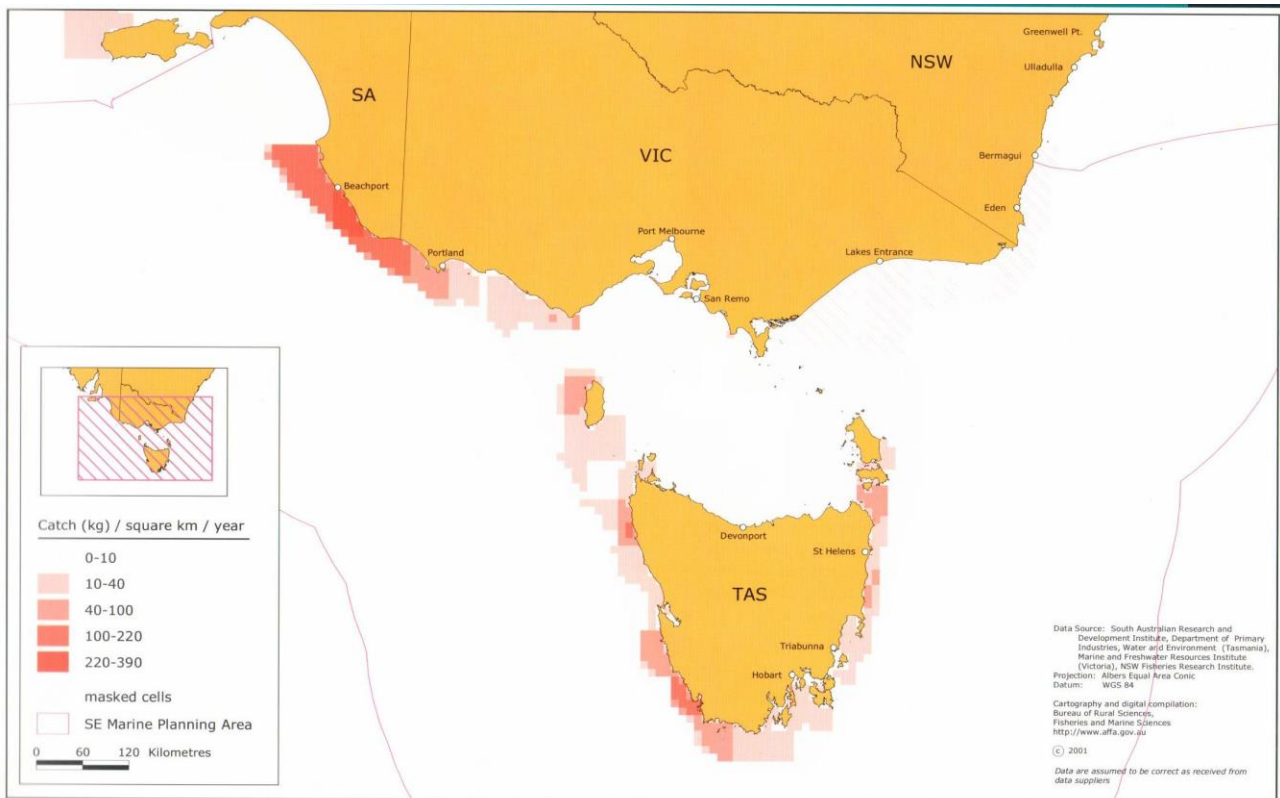 Greenwell Pt.
NSW
Ulladulla
SA
VIC
Bermagui
Beachport
Eden
Port Melbourne
Portland
Lakes Entrance
San Remo
Devonport
St Helens
TAS
Triabunna
Hobart
Catch (kg) / square km / year
0-10
10-40
40-100
100-220
220-390
masked cells
SE Marine Planning Area
0 60 120 Kilometres
Data Source: South Australian Research and
Development Institute, Department of Primary
Industries, Water and Environment (Tasmania),
Marine and Freshwater Resources Institute
(Victoria), NSW Fisheries Research Institute.
Projection: Albers Equal Area Conic
Datum: WGS 84
Cartography and digital compilation:
Bureau of Rural Sciences,
Fisheries and Marine Sciences
http://www.affa.gov.au
© 2001
Data are assumed to be correct as received from
data suppliers